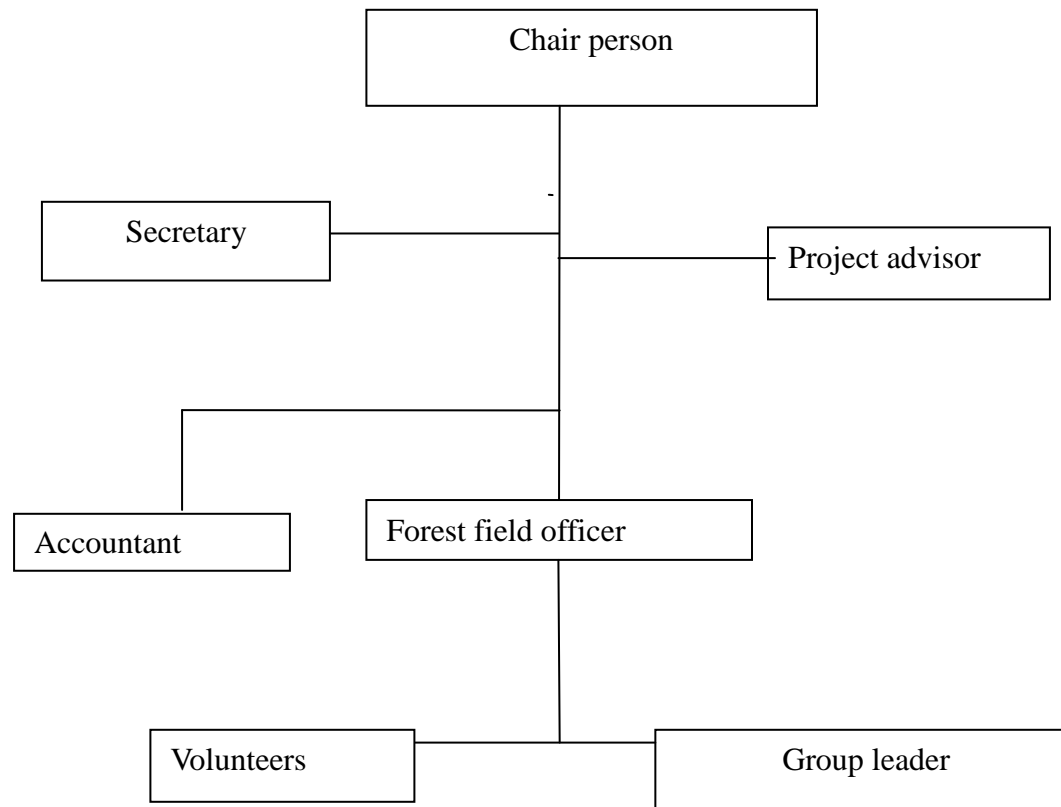 Chair person
Secretary
Project advisor
Accountant
Forest field officer
Volunteers
Group leader